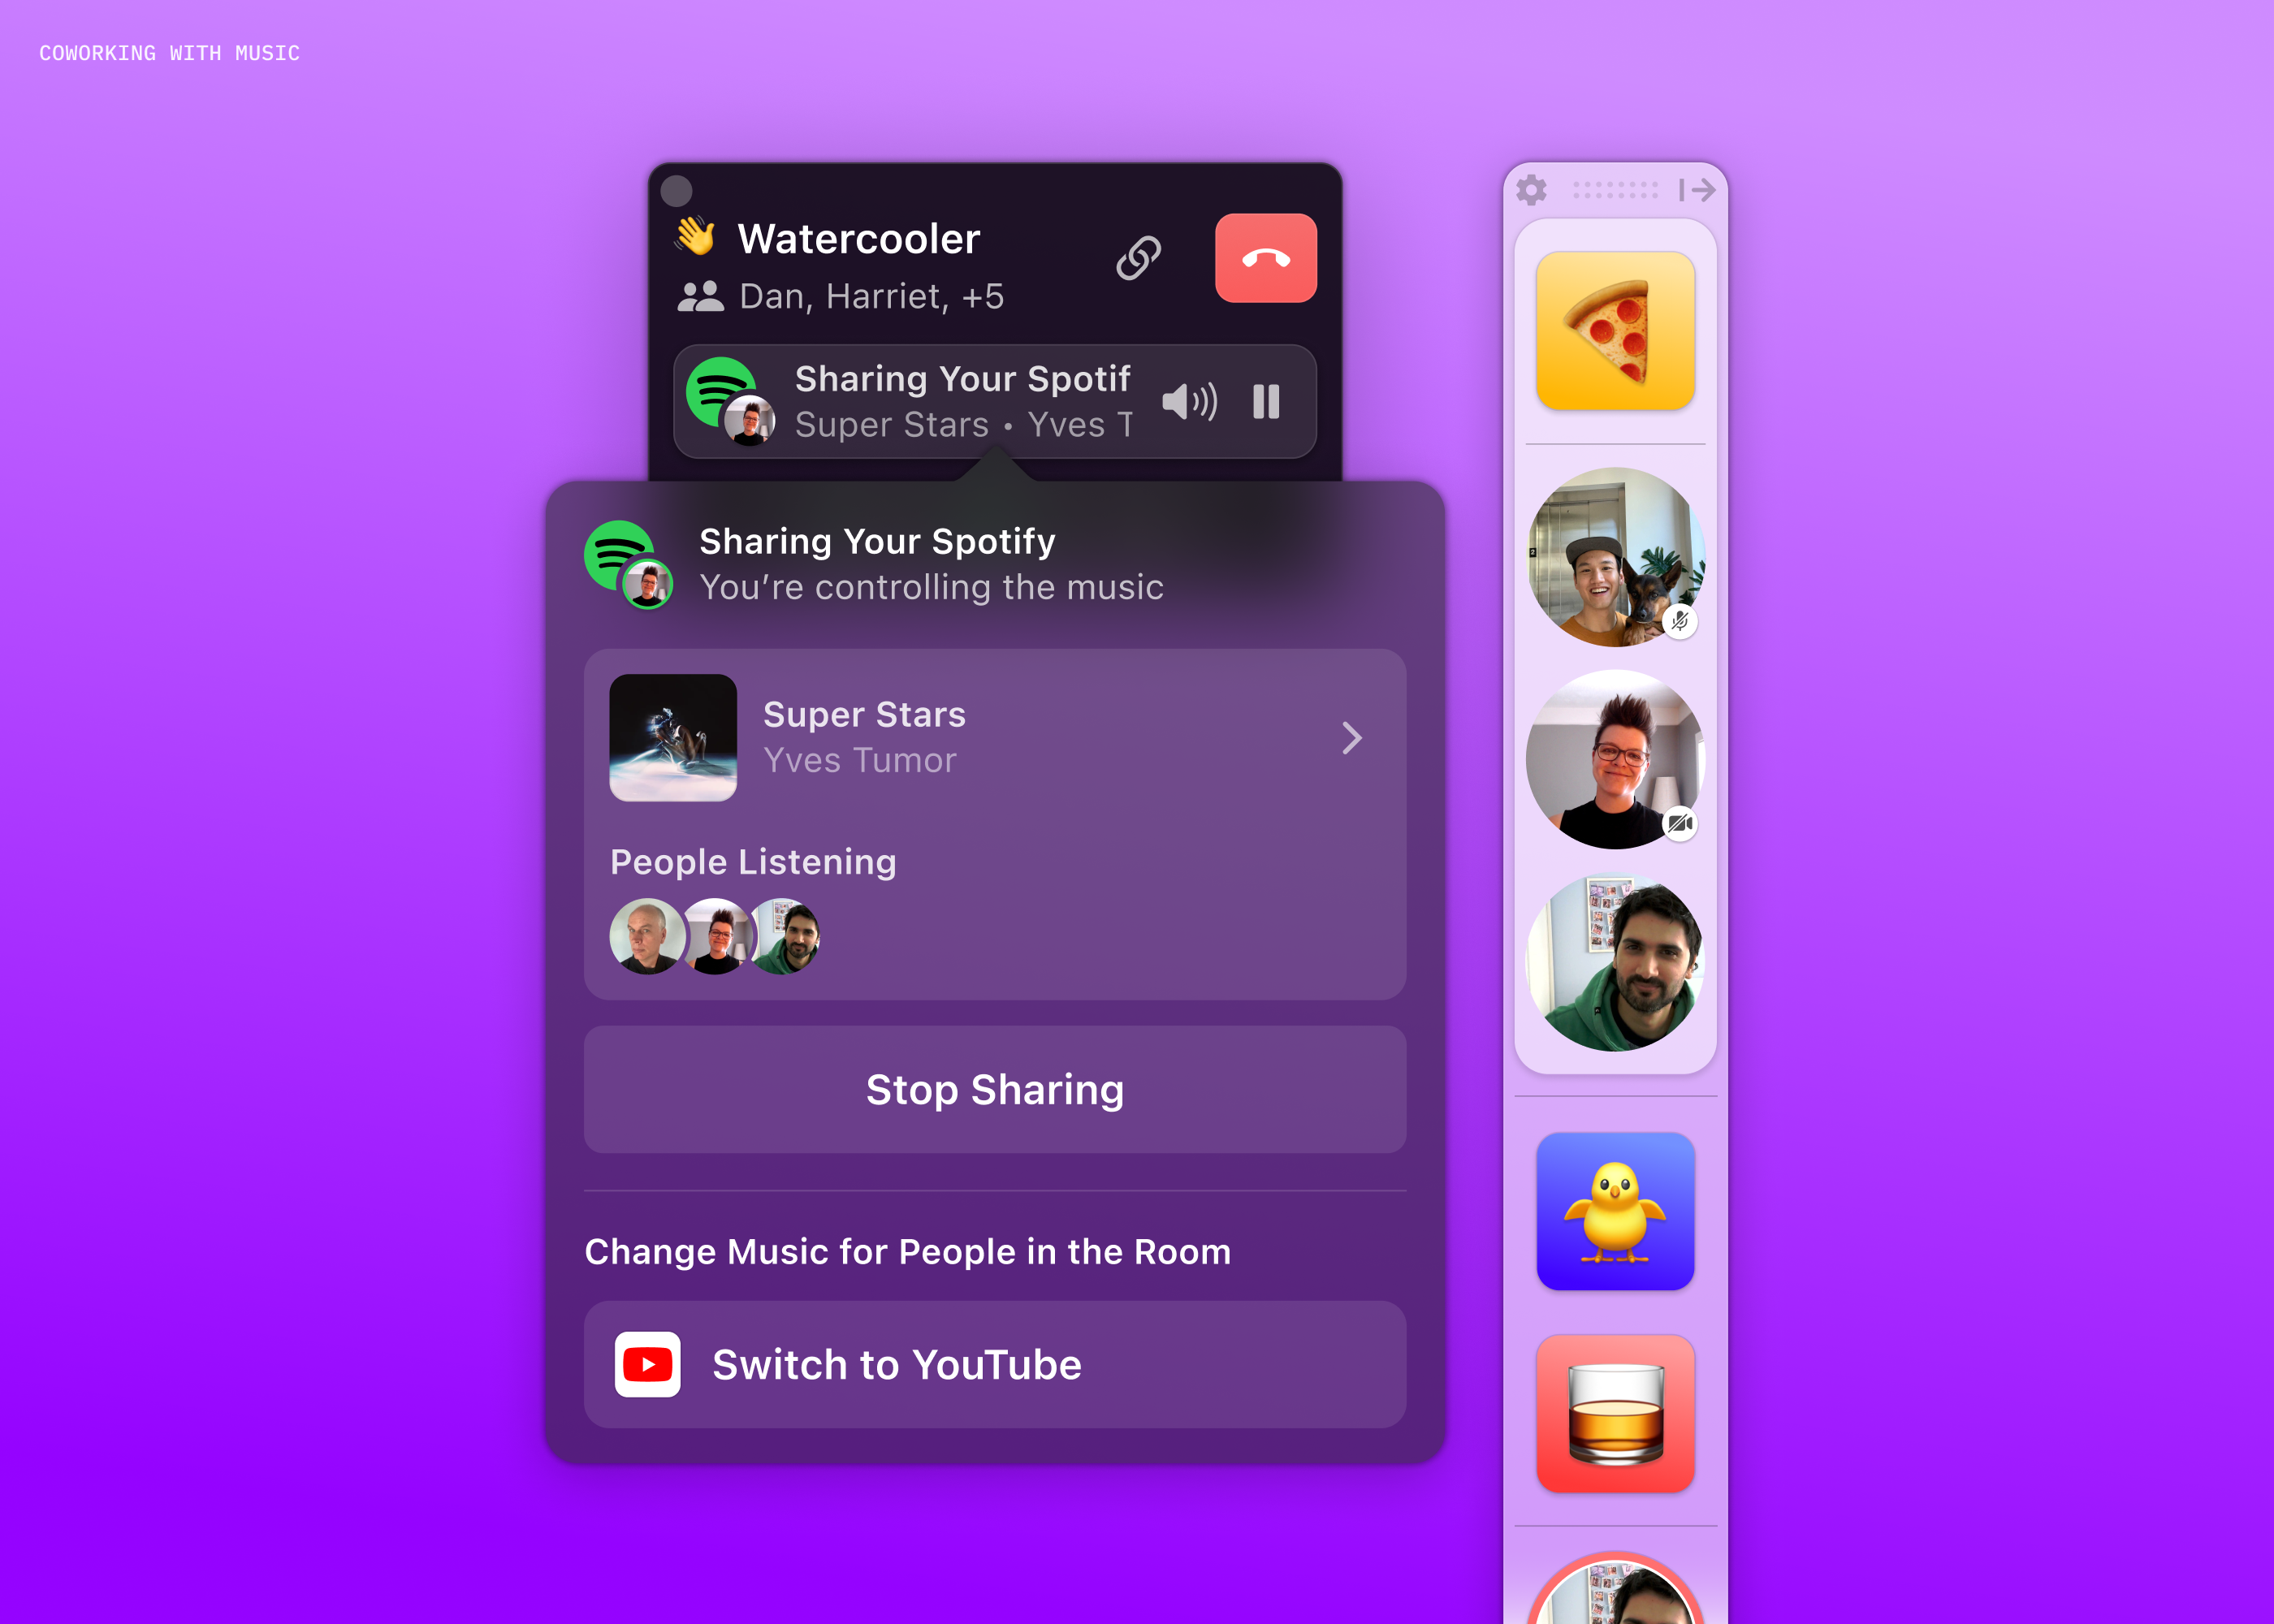 COWORKING WITH MUSIC
Watercooler
Dan, Harriet, +5
Sharing Your Spotif
Super Stars • Yves T
Sharing Your Spotify
You’re controlling the music
Super Stars
Yves Tumor
People Listening
Stop Sharing
Change Music for People in the Room
Switch to YouTube